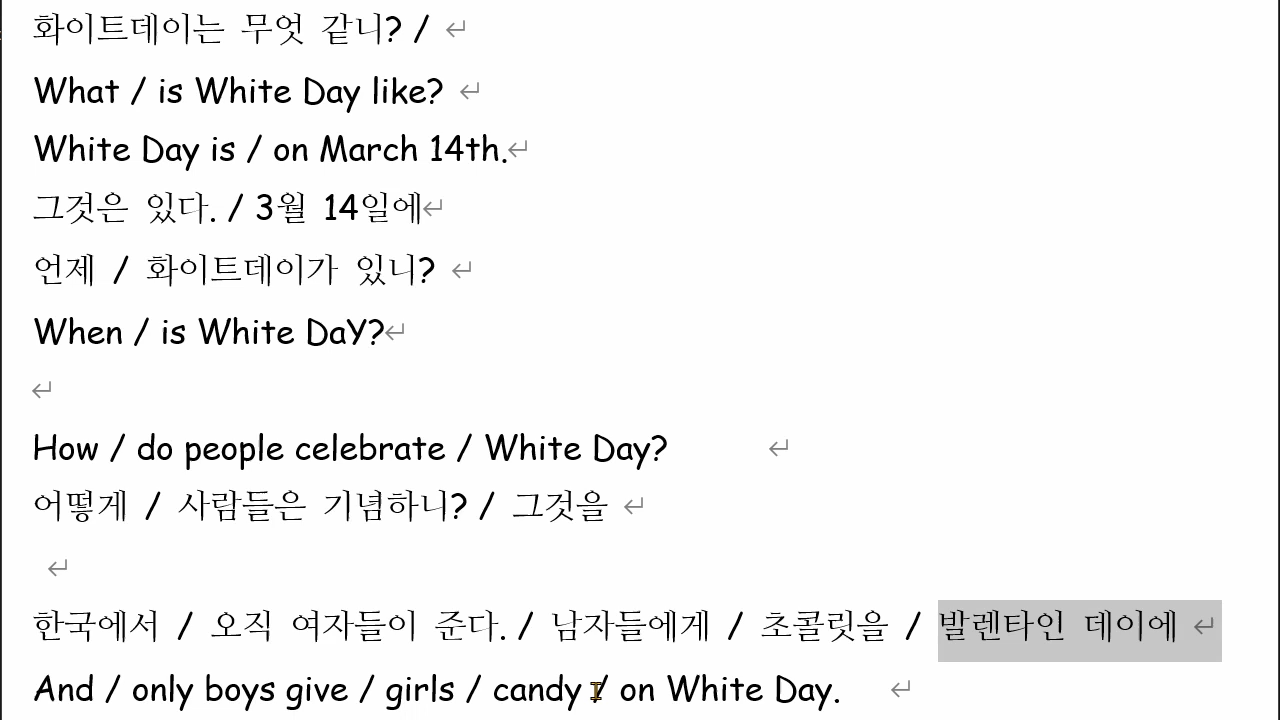 화이트데이는 무엇 같니? /
What / is White Day like?
White Day is / on March 14th.
그것은 있다. / 3월 14일에
언제 / 화이트데이가 있니?
When / is White DaY?
How / do people celebrate / White Day?
어떻게 / 사람들은 기념하니? / 그것을
한국에서 / 오직 여자들이 준다. / 남자들에게 / 초콜릿을 / 발렌타인 데이에
And / only boys give / girls / candy / on White Day.